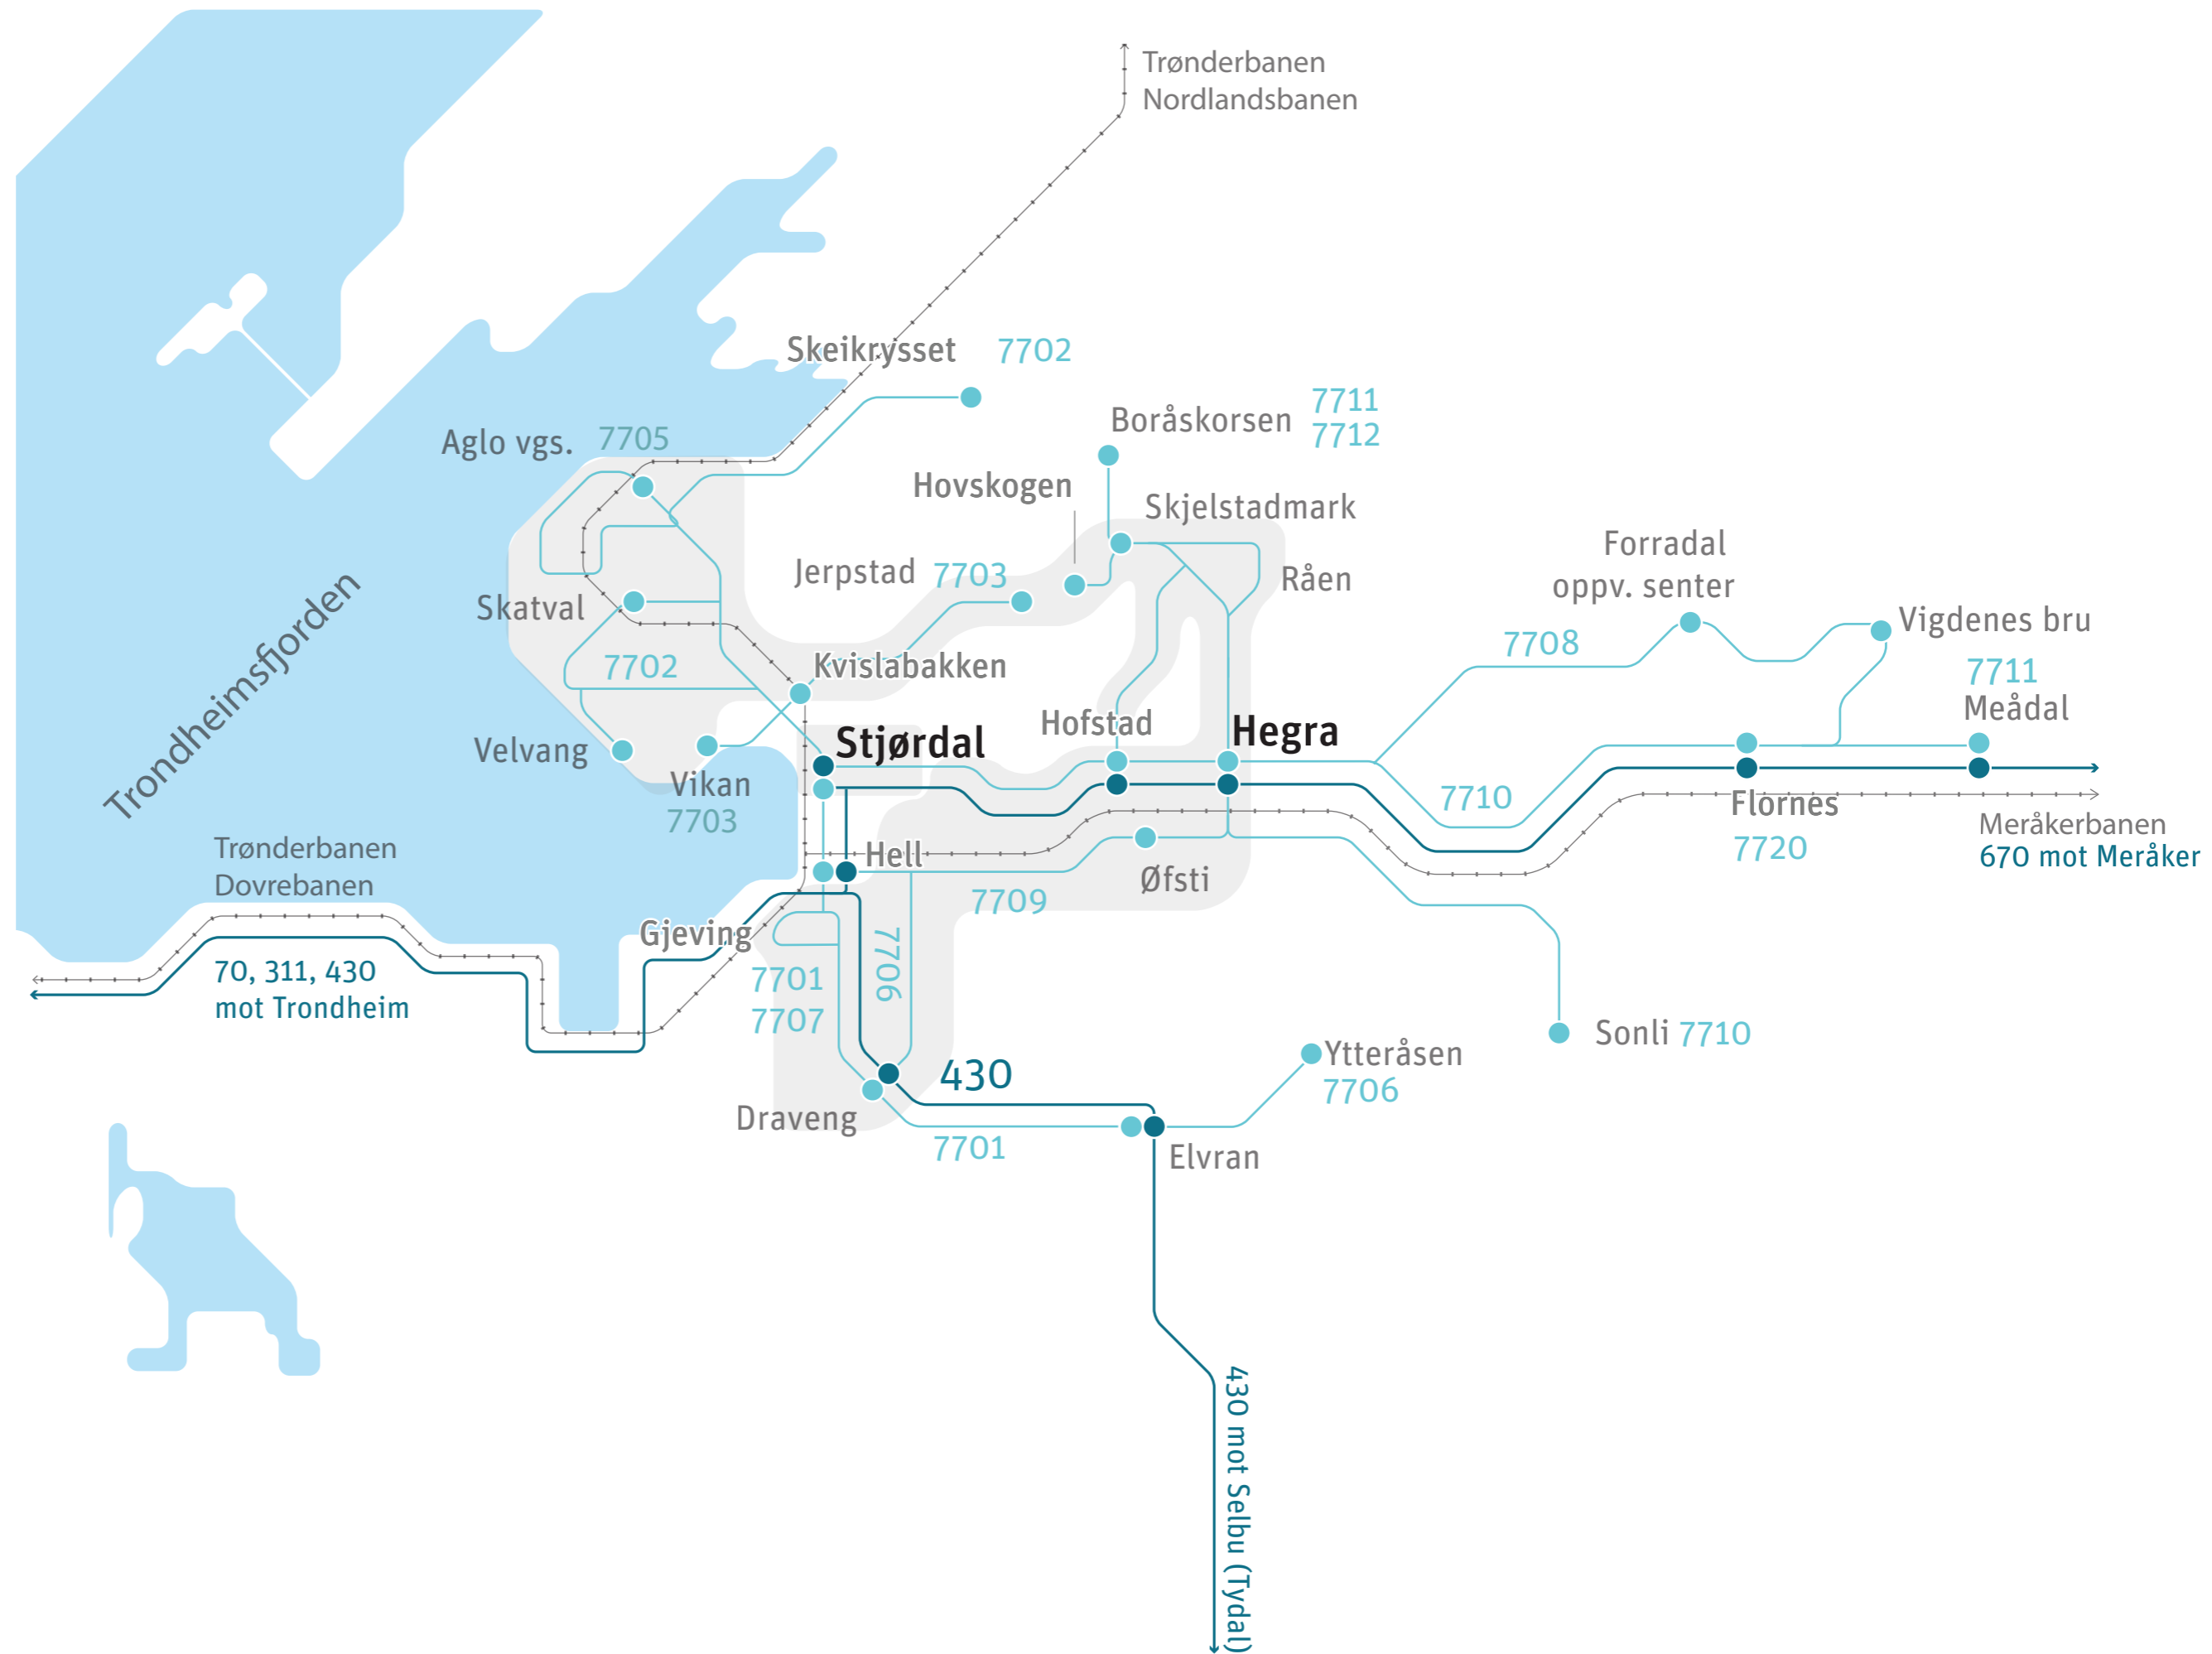 Trønderbanen
Nordlandsbanen
Skeikrysset 7702
Boråskorsen 7711
7712
Aglo vgs. 7705
Hovskogen
Skjelstadmark
Jerpstad 7703
Råen
Forradal
oppv. senter
Skatval
Vigdenes bru
7708
7702
Kvislabakken
7711
Meådal
Trondheimsfjorden
Hofstad
Hegra
Velvang
Stjørdal
Vikan
7703
7710
Flornes
7720
Meråkerbanen
670 mot Meråker
Trønderbanen
Dovrebanen
Hell
Øfsti
7709
Gjeving
70, 311, 430
mot Trondheim
7701
7707
7706
Sonli 7710
430
Ytteråsen
7706
Draveng
7701
Elvran
430 mot Selbu (Tydal)